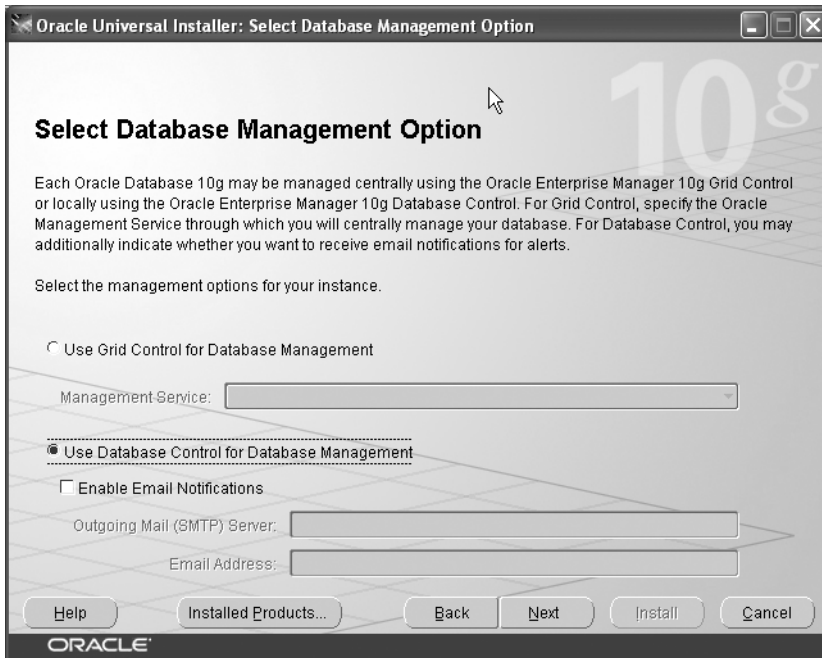 Oracle Universal Installer: Select Database Management Option
10g
Select Database Management Option
Each Oracle Database 10g may be managed centrally using the Oracle Enterprise Manager 10g Grid Control
or locally using the Oracle Enterprise Manager 10g Database Control. For Grid Control, specify the Oracle
Management Service through which you will centrally manage your database. For Database Control, you may
additionally indicate whether you want to receive email notifications for alerts.
Select the management options for your instance.
Use Grid Control for Database Management
Management Service:
Use Database Control for Database Management
Enable Email Notifications
Outgoing Mail (SMTP) Server:
Email Address:
Help Installed Products... Back Next Install Cancel
ORACLE